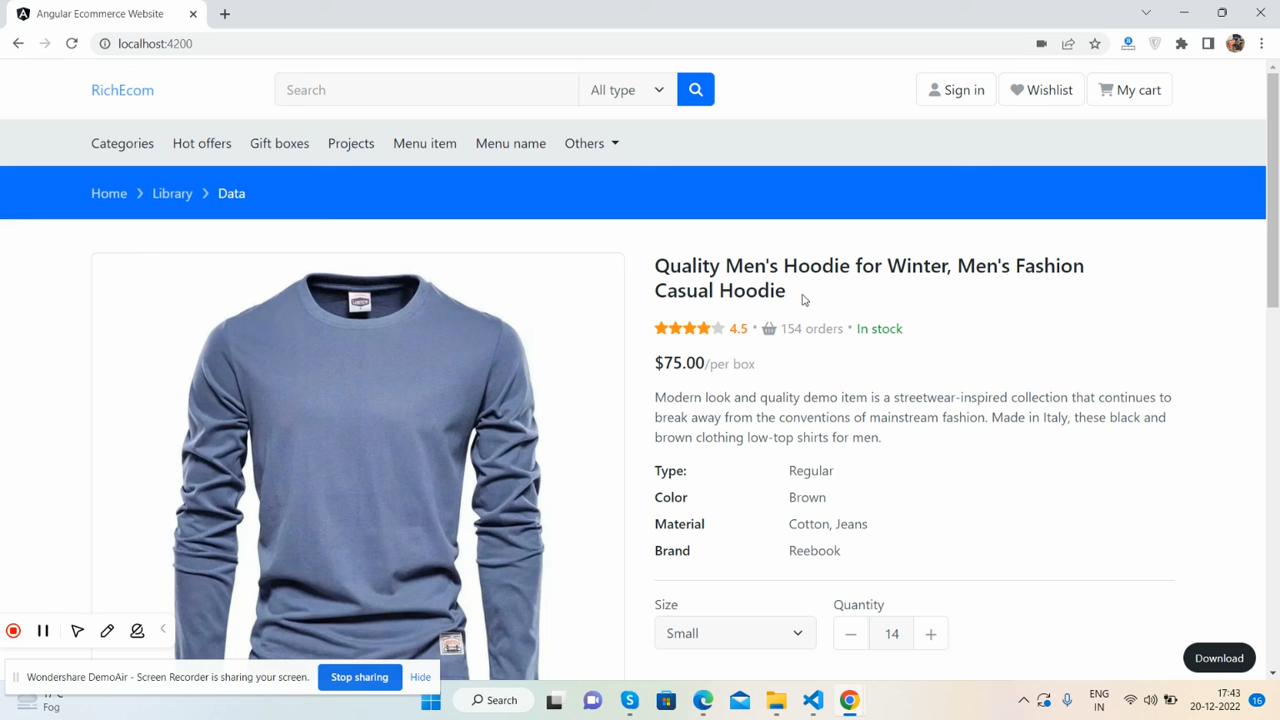 Angular Ecommerce Website
localhost:4200
RichEcom
Search
All type
Sign in
Wishlist
My cart
Categories
Hot offers
Gift boxes
Projects
Menu item
Menu name
Others
Home
Library
Data
Quality Men's Hoodie for Winter, Men's Fashion
Casual Hoodie
4.5
154 orders
In stock
$75.00/per box
Modern look and quality demo item is a streetwear-inspired collection that continues to
break away from the conventions of mainstream fashion. Made in Italy, these black and
brown clothing low-top shirts for men.
Type: Regular
Color Brown
Material Cotton, Jeans
Brand Reebook
Size
Quantity
Small
14
Download
Wondershare DemoAir - Screen Recorder is sharing your screen.
Stop sharing
Hide
Fog
Search
ENG
IN
17:43
20-12-2022
16